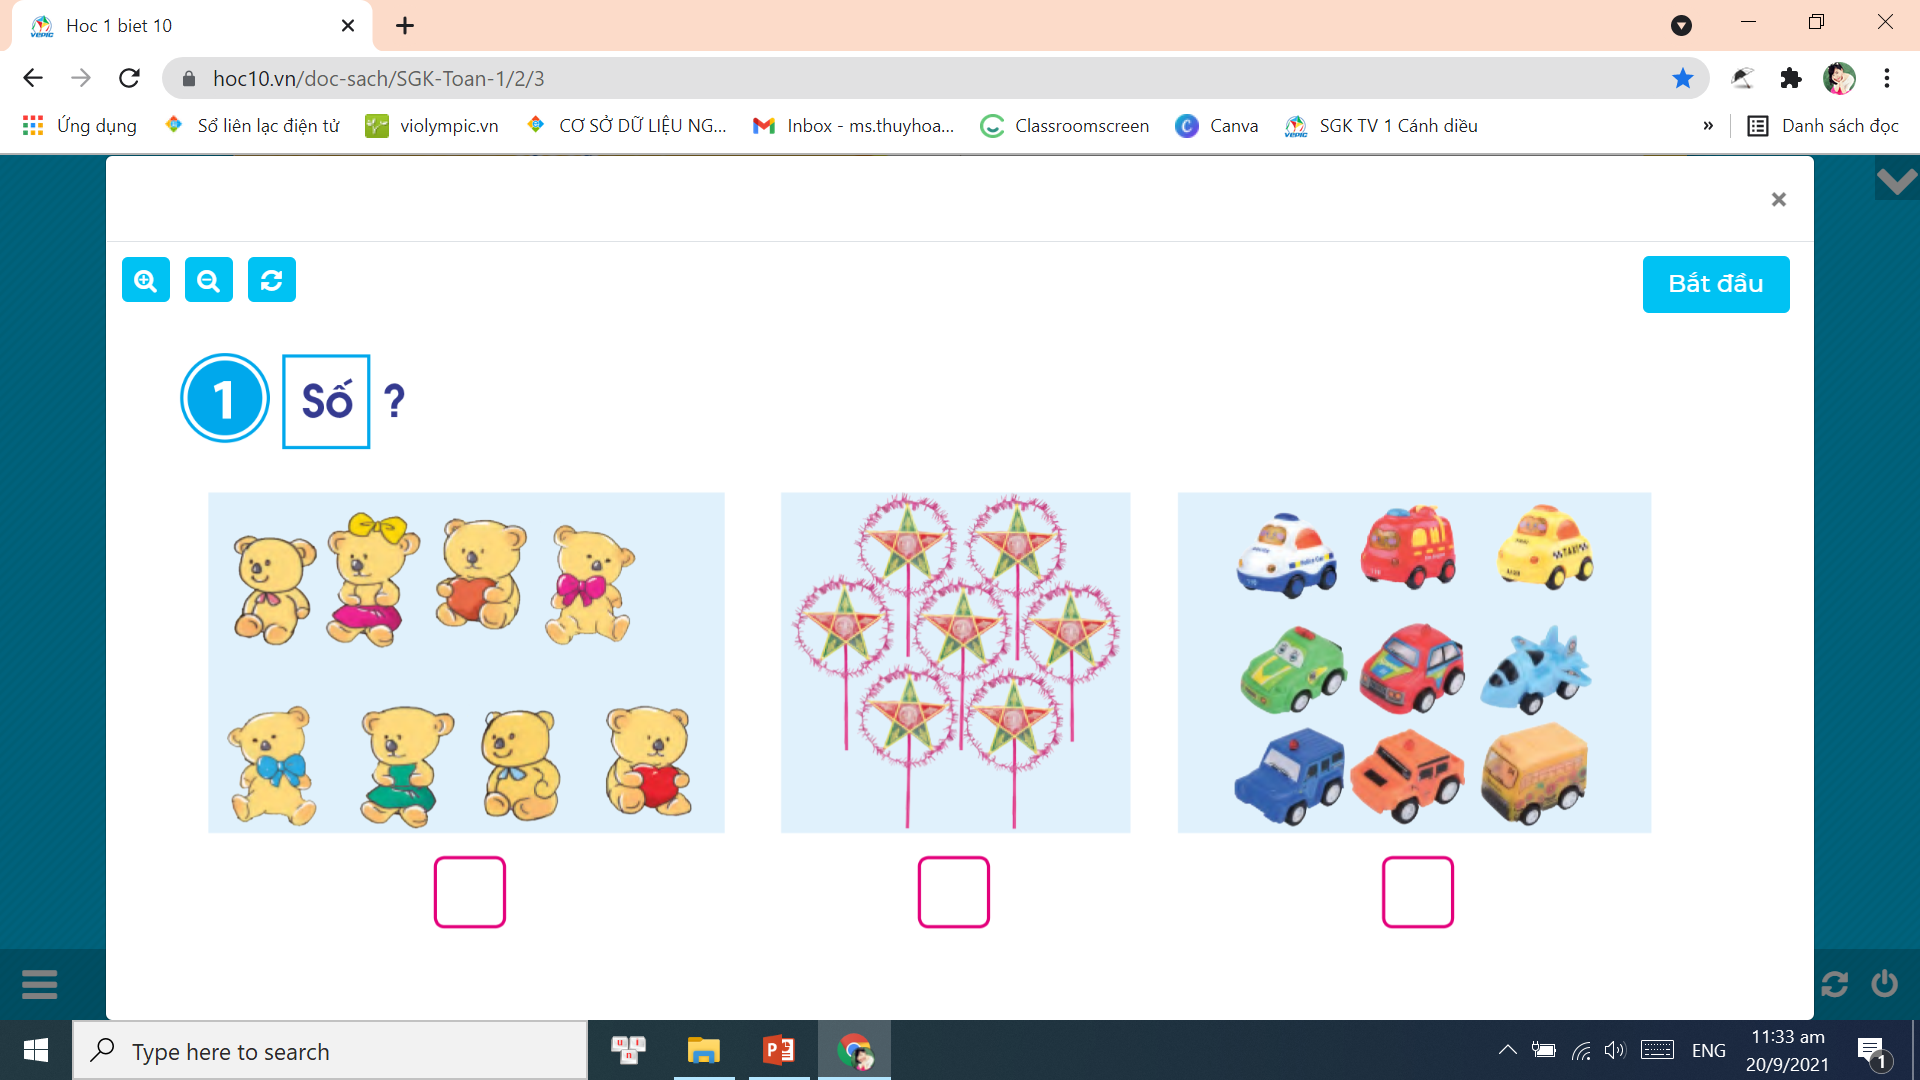 Hoc 1 biet 10
hoc10.vn/doc-sach/SGK-Toan-1/2/3
Ứng dụng
Sổ liên lạc điện tử
violympic.vn
CƠ SỞ DỮ LIỆU NG...
Inbox - ms.thuyhoa...
Classroomscreen
Canva
SGK TV 1 Cánh diều
»
Danh sách đọc
Bắt đầu
1 Số ?
TAXI
Type here to search
ENG
11:33 am
20/9/2021
1